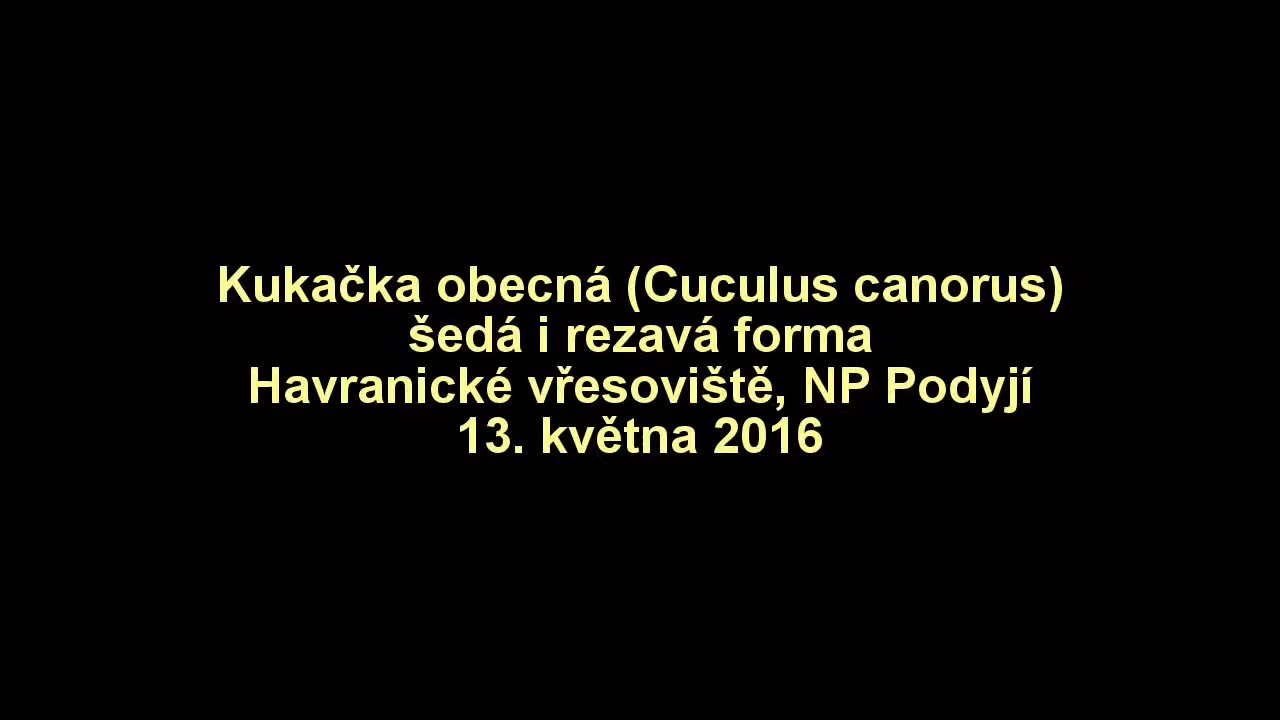 Kukačka obecná (Cuculus canorus)
šedá i rezavá forma
Havranické vřesoviště, NP Podyjí
13. května 2016